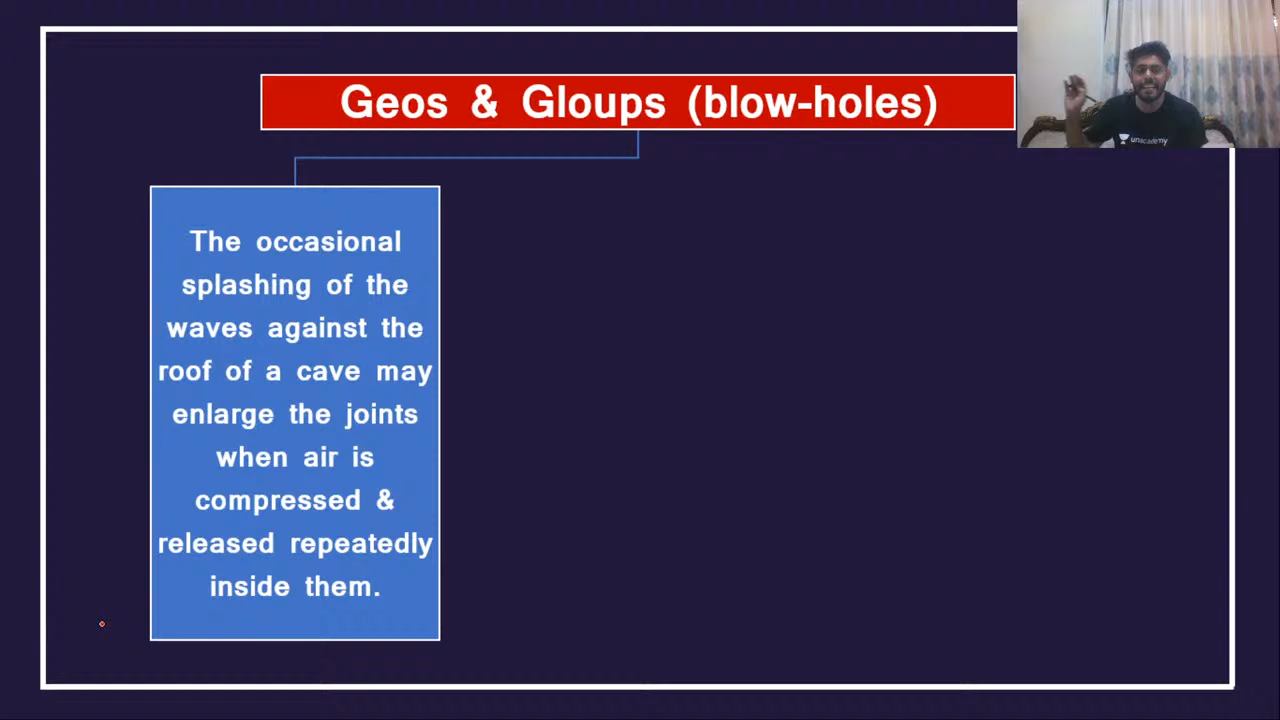 Geos & Gloups (blow-holes)
unacademy
The occasional
splashing of the
waves against the
roof of a cave may
enlarge the joints
when air is
compressed &
released repeatedly
inside them.